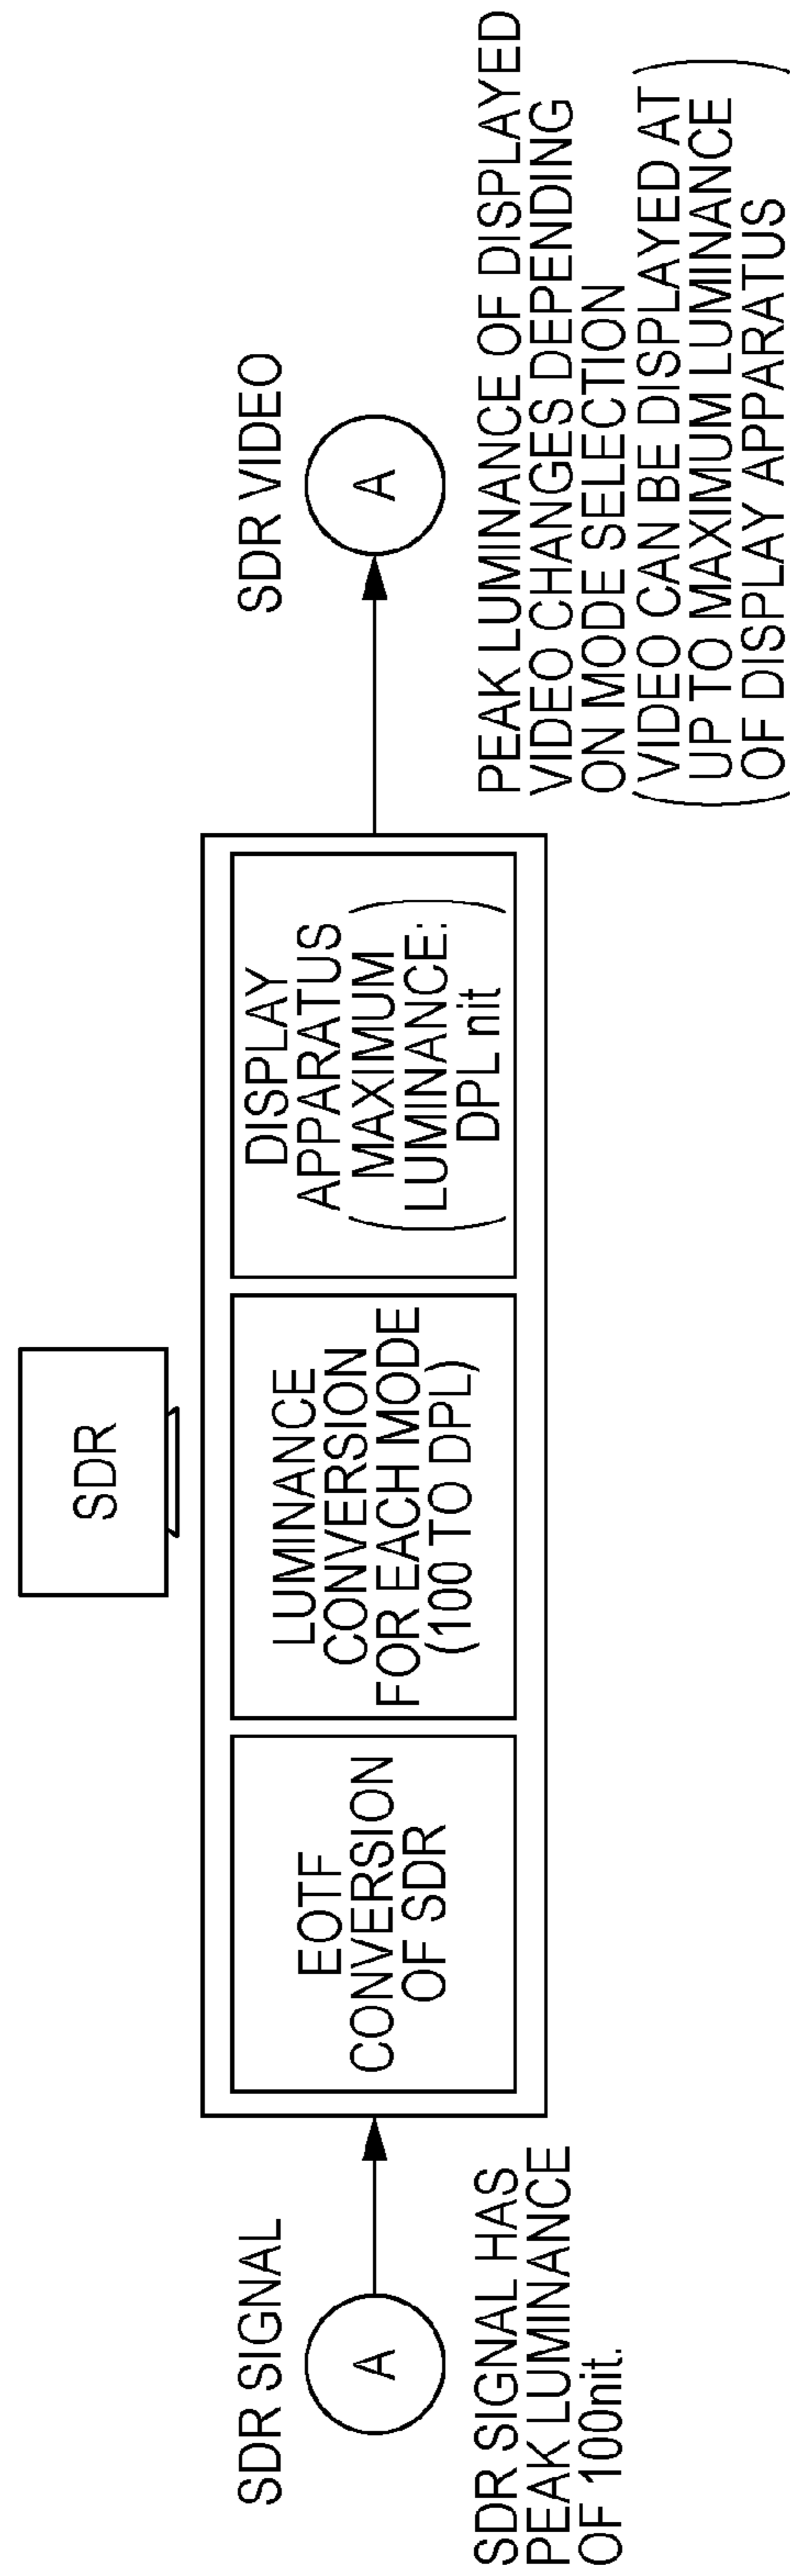 SDR
SDR SIGNAL
A
SDR SIGNAL HAS
PEAK LUMINANCE
OF 100nit.
EOTF
CONVERSION
OF SDR
LUMINANCE
CONVERSION
FOR EACH MODE
(100 TO DPL)
DISPLAY
APPARATUS
(MAXIMUM
LUMINANCE:
DPL nit)
SDR VIDEO
A
PEAK LUMINANCE OF DISPLAYED
VIDEO CHANGES DEPENDING
ON MODE SELECTION
(VIDEO CAN BE DISPLAYED AT
UP TO MAXIMUM LUMINANCE
OF DISPLAY APPARATUS)